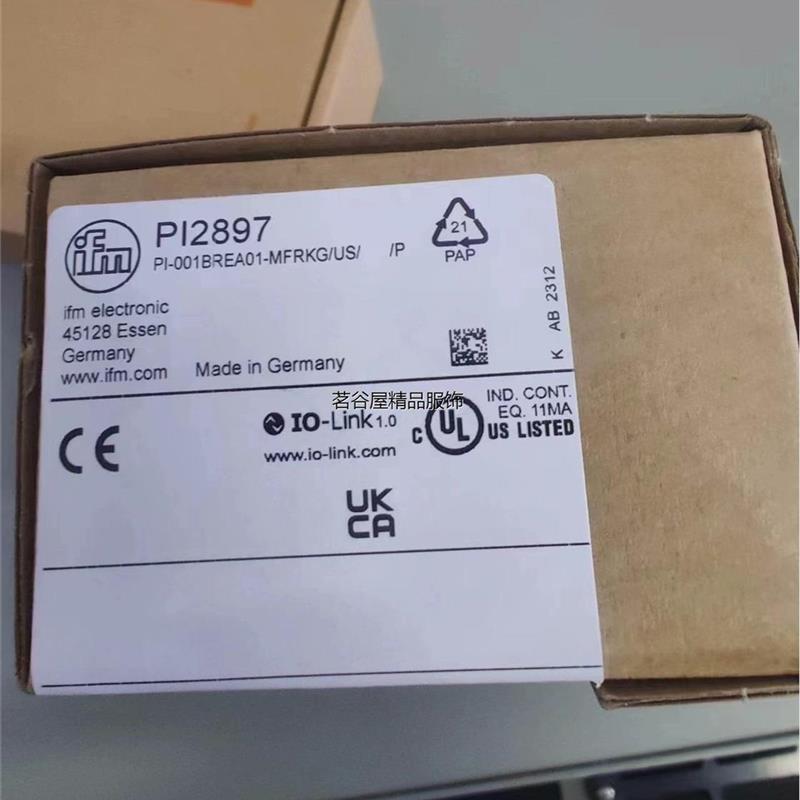 ifm
PI2897
PI-001BREA01-MFRKG/US/ /P
21
PAP
ifm electronic
45128 Essen
Germany
www.ifm.com
Made in Germany
K AB 2312
茗谷屋精品服饰
CE
IO-Link 1.0
www.io-link.com
c UL US LISTED
IND. CONT.
EQ. 11MA
UK
CA